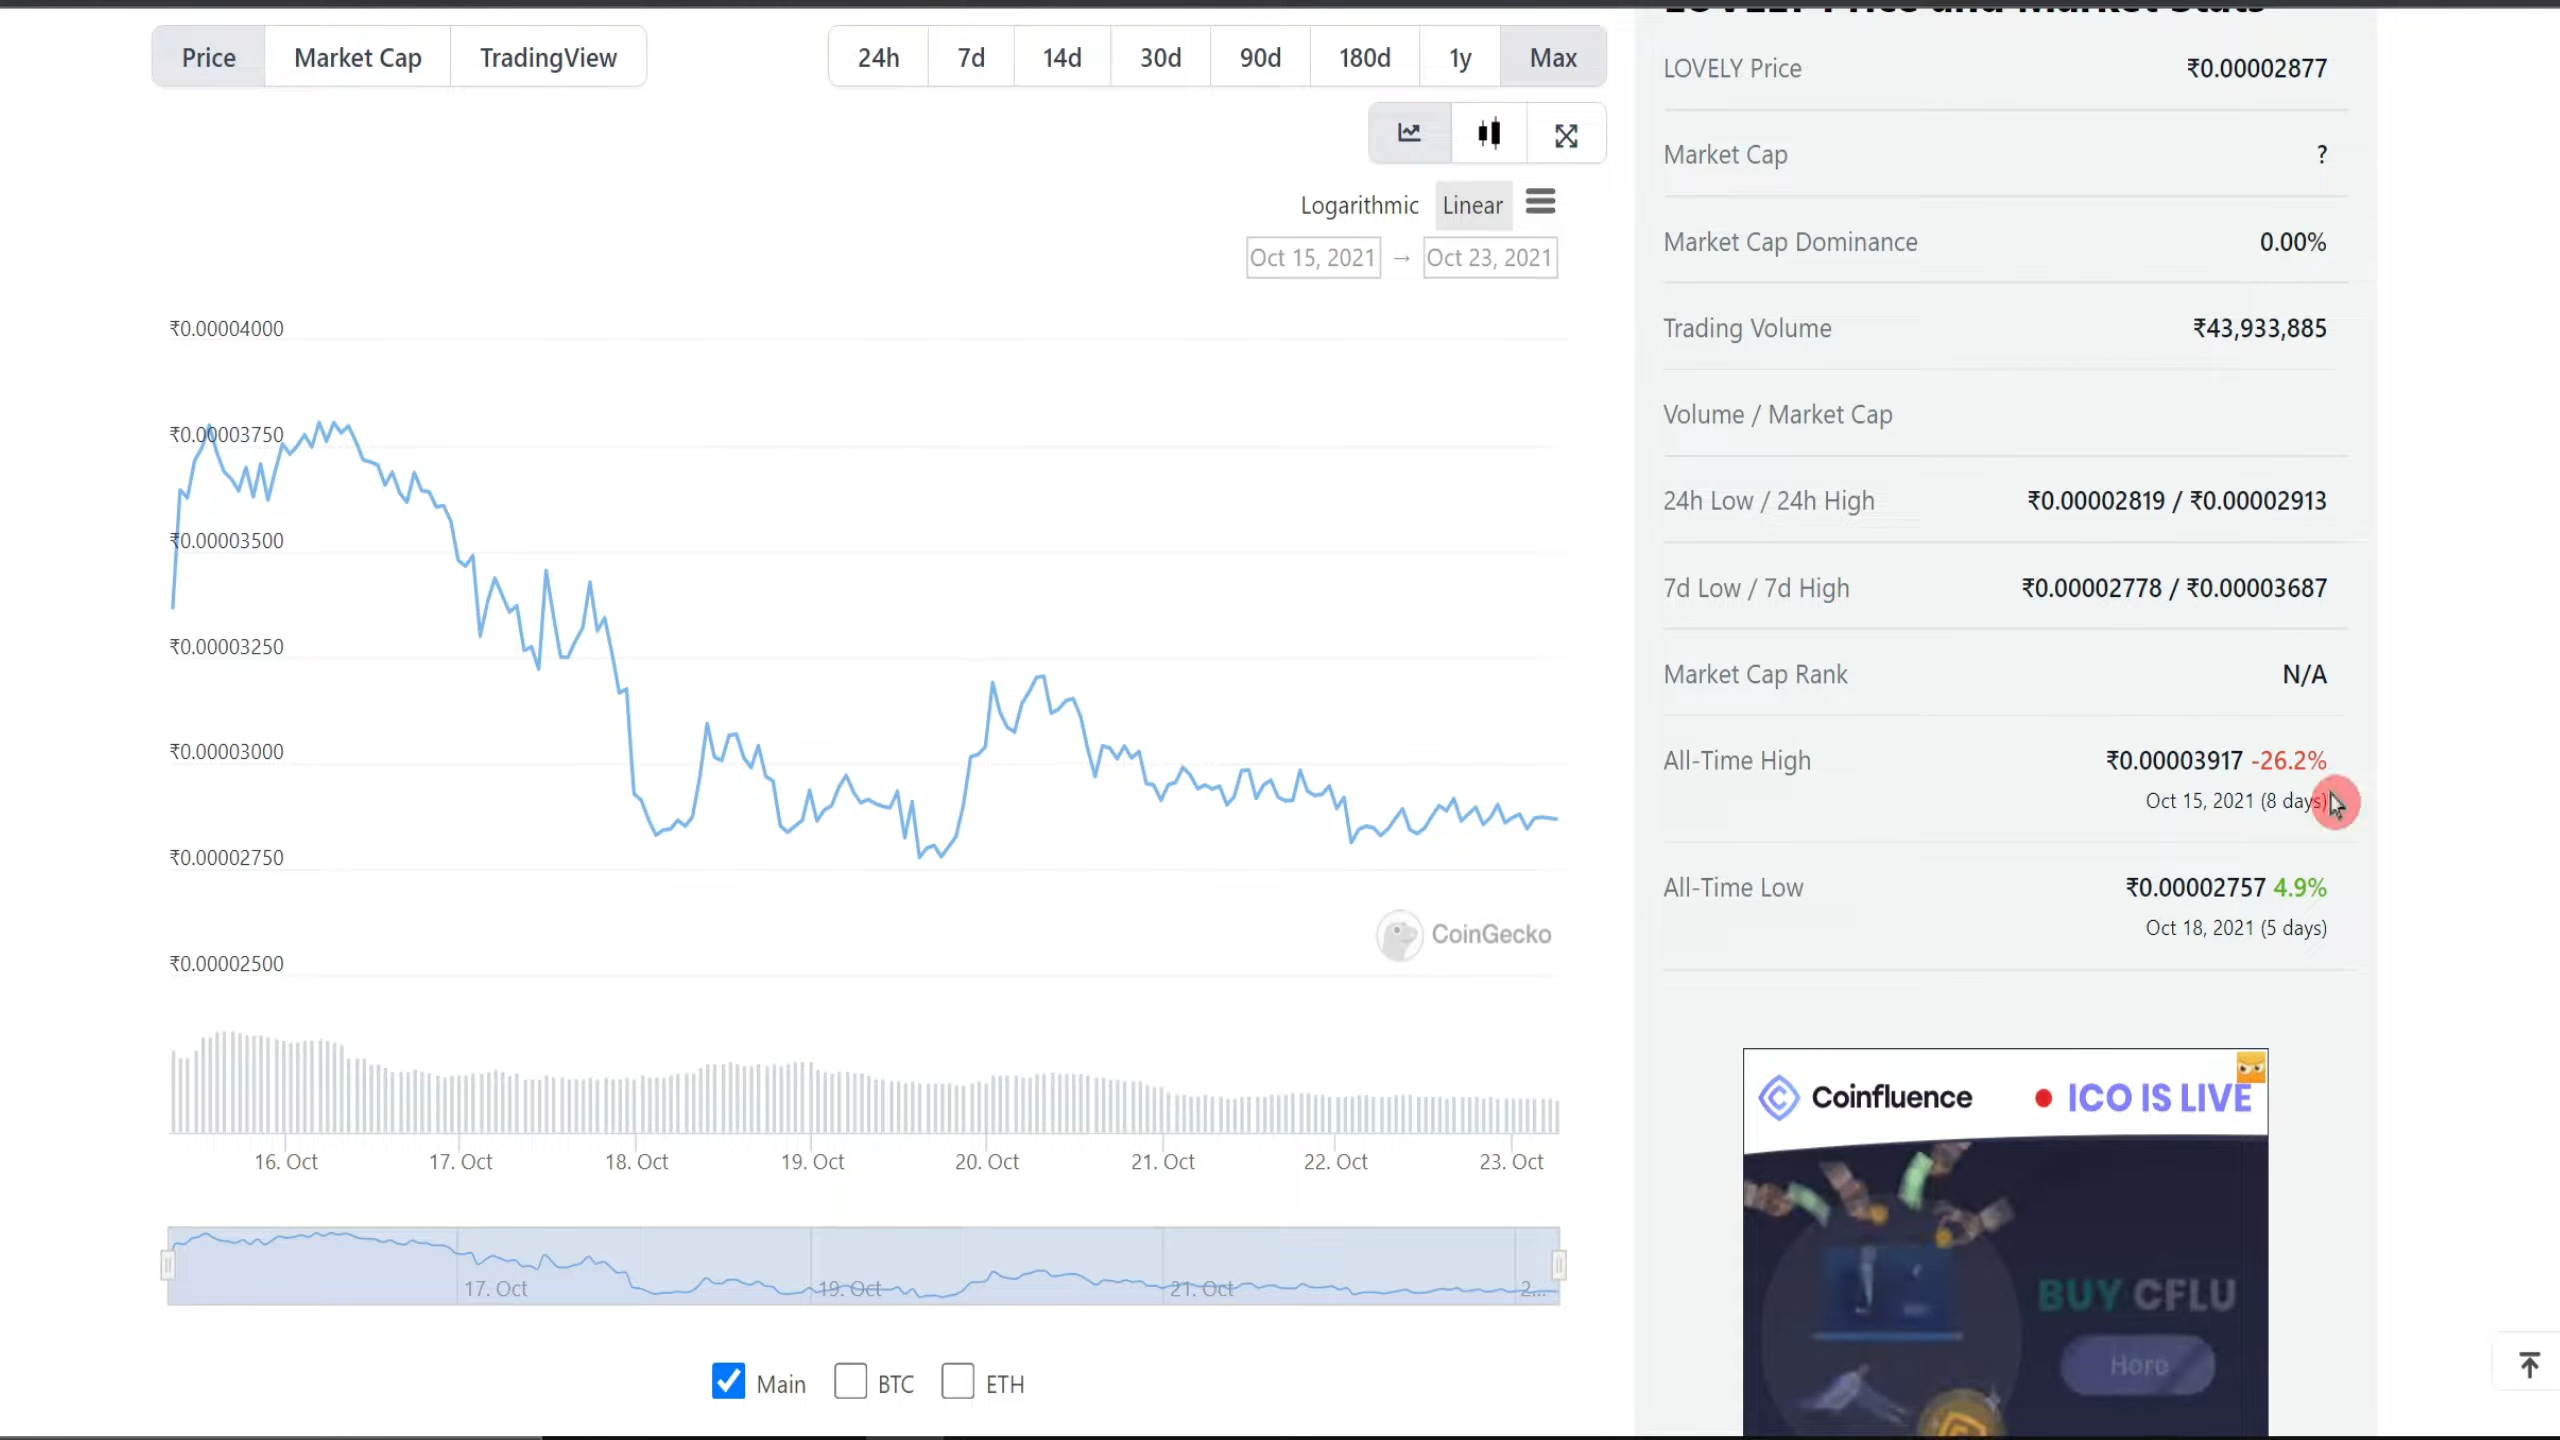 Price Market Cap TradingView
24h 7d 14d 30d 90d 180d 1y Max
Logarithmic Linear
Oct 15, 2021 → Oct 23, 2021
₹0.00004000
₹0.00003750
₹0.00003500
₹0.00003250
₹0.00003000
₹0.00002750
₹0.00002500
CoinGecko
16. Oct 17. Oct 18. Oct 19. Oct 20. Oct 21. Oct 22. Oct 23. Oct
17. Oct 19. Oct 21. Oct 2...
Main BTC ETH
LOVELY Price and Market Stats
LOVELY Price ₹0.00002877
Market Cap ?
Market Cap Dominance 0.00%
Trading Volume ₹43,933,885
Volume / Market Cap
24h Low / 24h High ₹0.00002819 / ₹0.00002913
7d Low / 7d High ₹0.00002778 / ₹0.00003687
Market Cap Rank N/A
All-Time High ₹0.00003917 -26.2%
Oct 15, 2021 (8 days)
All-Time Low ₹0.00002757 4.9%
Oct 18, 2021 (5 days)
Coinfluence ICO IS LIVE
BUY CFLU
Here